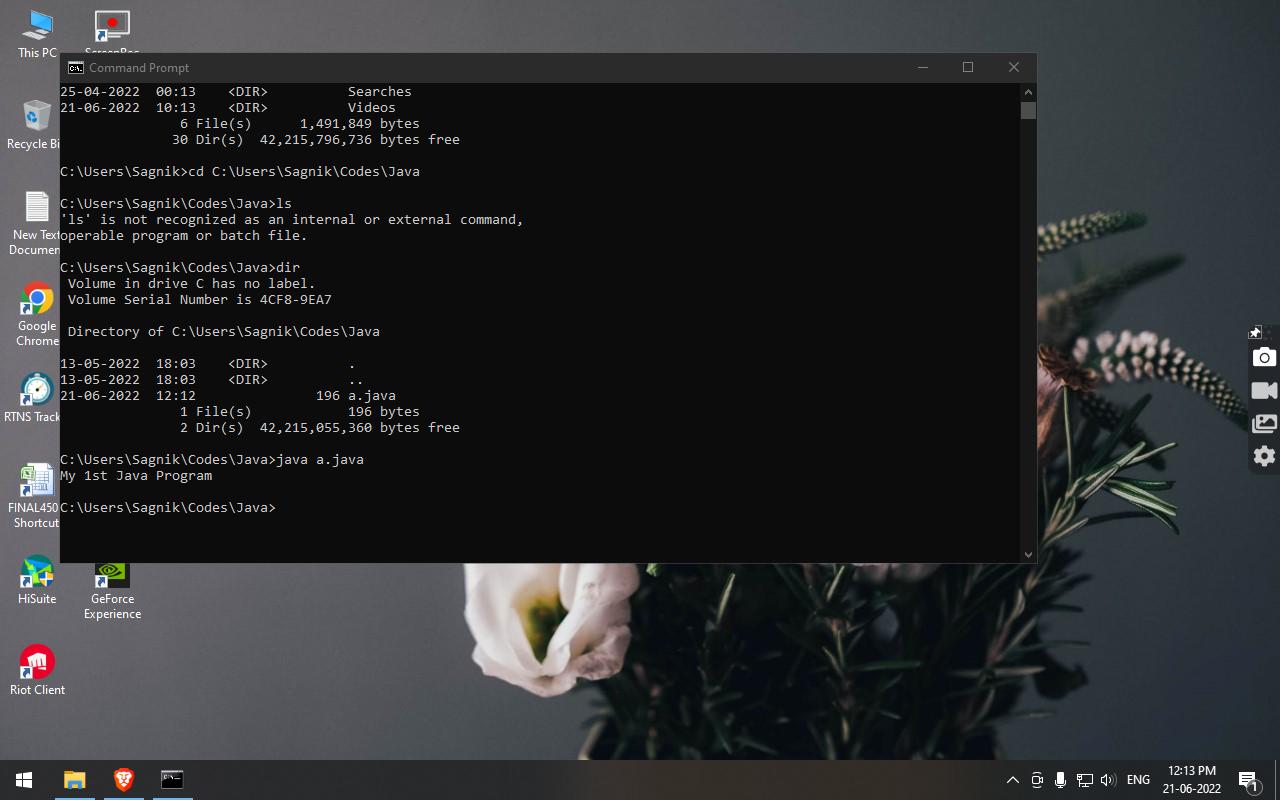 This PC
Recycle
New
Documen
Google
Chrome
RTNS
FINAL450
Shortcut
HiSuite
GeForce
Experience
Riot Client
Command Prompt
25-04-2022  00:13    <DIR>          Searches
21-06-2022  10:13    <DIR>          Videos
               6 File(s)      1,491,849 bytes
              30 Dir(s)  42,215,796,736 bytes free
C:\Users\Sagnik>cd C:\Users\Sagnik\Codes\Java
C:\Users\Sagnik\Codes\Java>ls
'ls' is not recognized as an internal or external command,
operable program or batch file.
C:\Users\Sagnik\Codes\Java>dir
 Volume in drive C has no label.
 Volume Serial Number is 4CF8-9EA7
 Directory of C:\Users\Sagnik\Codes\Java
13-05-2022  18:03    <DIR>          .
13-05-2022  18:03    <DIR>          ..
21-06-2022  12:12               196 a.java
               1 File(s)            196 bytes
               2 Dir(s)  42,215,055,360 bytes free
C:\Users\Sagnik\Codes\Java>java a.java
My 1st Java Program
C:\Users\Sagnik\Codes\Java>
ENG
12:13 PM
21-06-2022
1